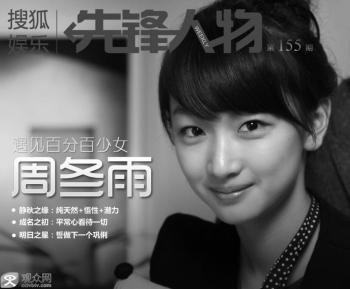 搜狐
娱乐
先锋人物
WEEKLY
第155期
遇见百分百少女
周冬雨
静秋之缘:纯天然+悟性+潜力
成名之初:平常心看待一切
明日之星:誓做下一个巩俐
观众网